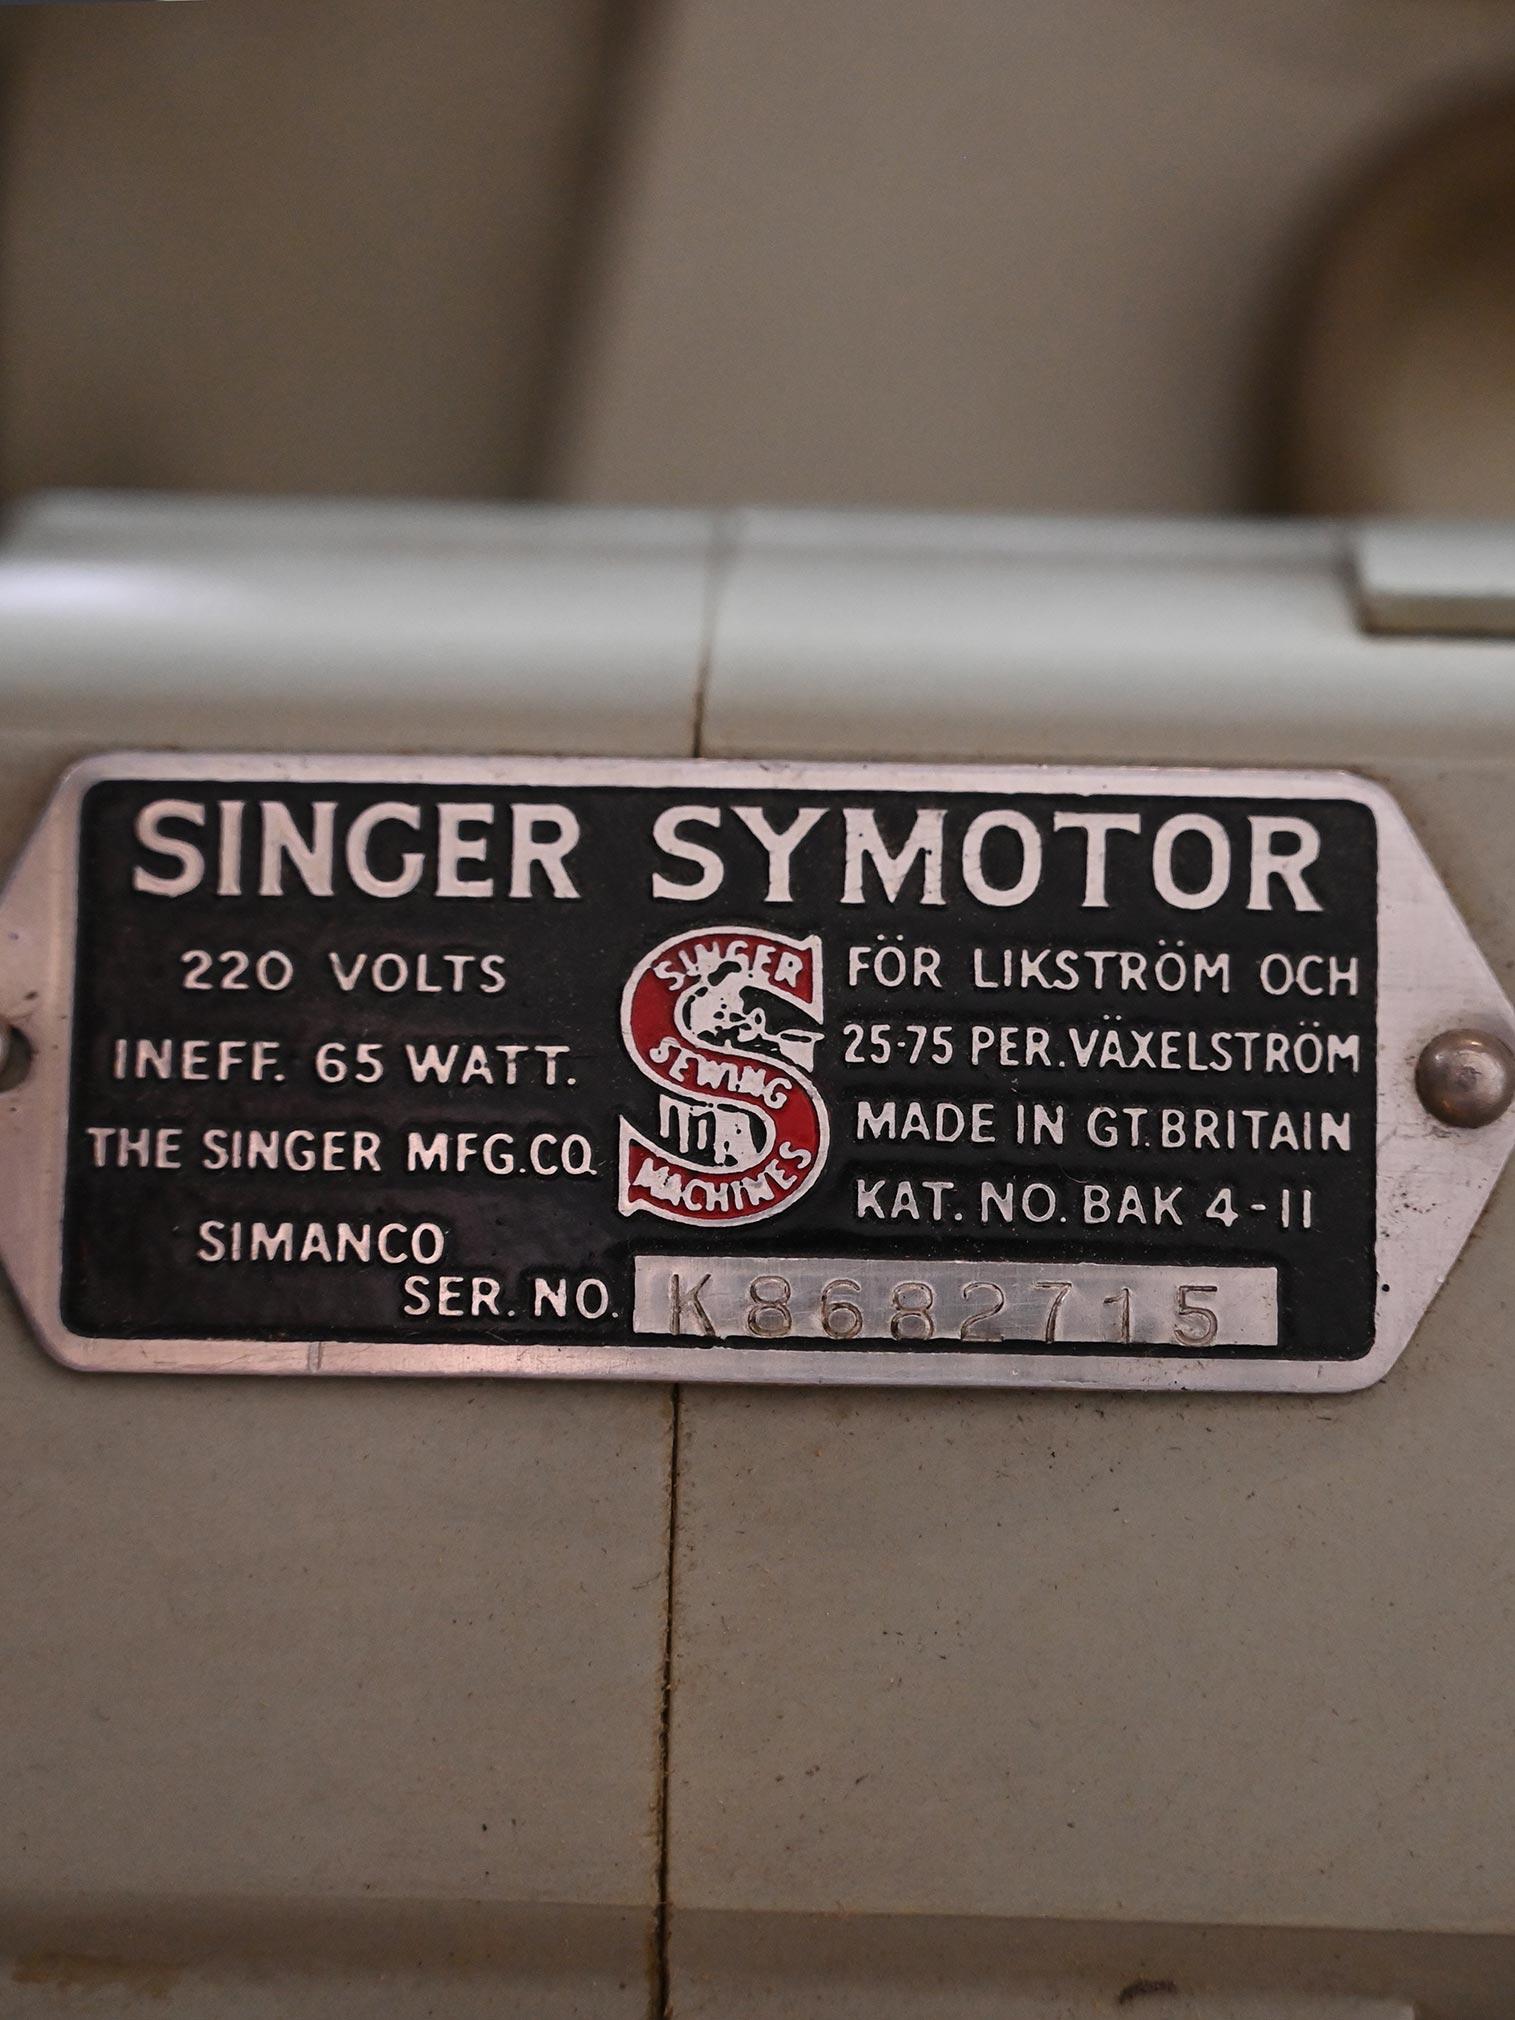 SINGER SYMOTOR
220 VOLTS
INEFF. 65 WATT.
THE SINGER MFG.CO.
SIMANCO
SER. NO. K8682715
SINGER
SEWING
MACHINES
FÖR LIKSTRÖM OCH
25-75 PER. VÄXELSTRÖM
MADE IN GT. BRITAIN
KAT. NO. BAK 4-11